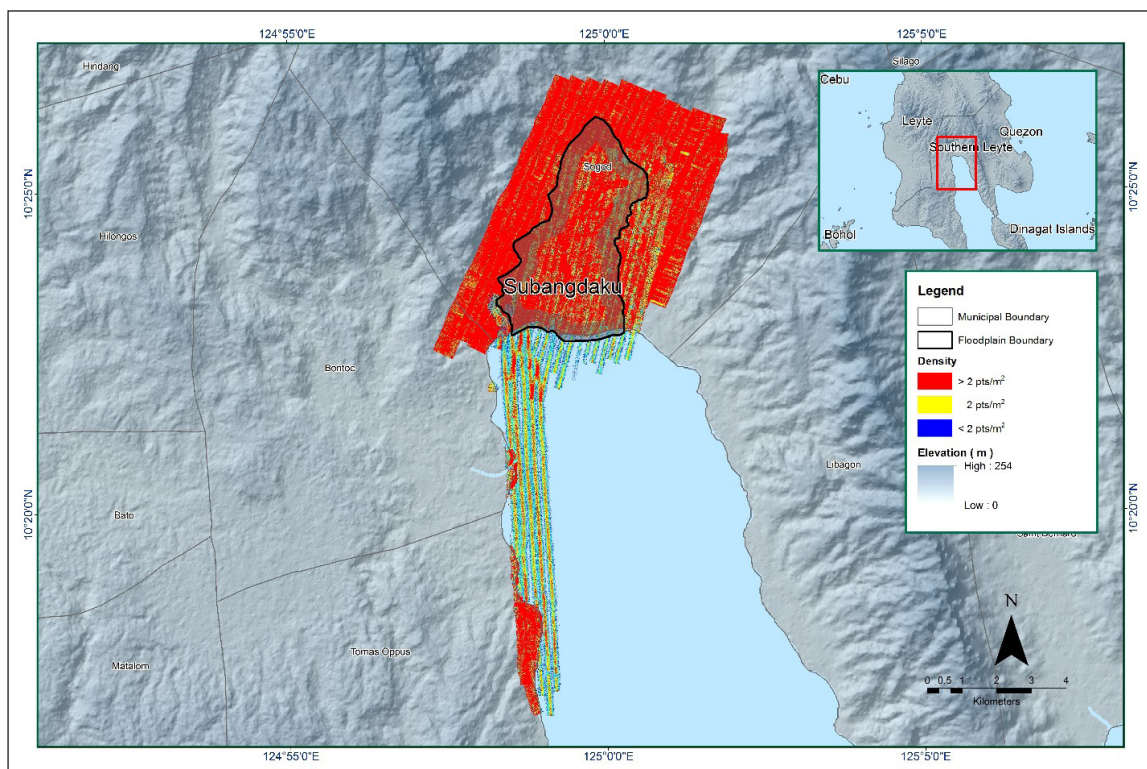 124°55'0"E
125°0'0"E
125°5'0"E
Hindang
Silago
Cebu
Leyte
Quezon
Southern Leyte
Bohol
Dinagat Islands
10°25'0"N
10°25'0"N
Sogod
Hilongos
Subangdaku
Legend
Municipal Boundary
Floodplain Boundary
Density
> 2 pts/m²
2 pts/m²
< 2 pts/m²
Elevation ( m )
High : 254
Low : 0
Bontoc
Libagon
10°20'0"N
10°20'0"N
Bato
Saint Bernard
N
Tomas Oppus
Matalom
0 0,5 1 2 3 4
Kilometers
124°55'0"E
125°0'0"E
125°5'0"E